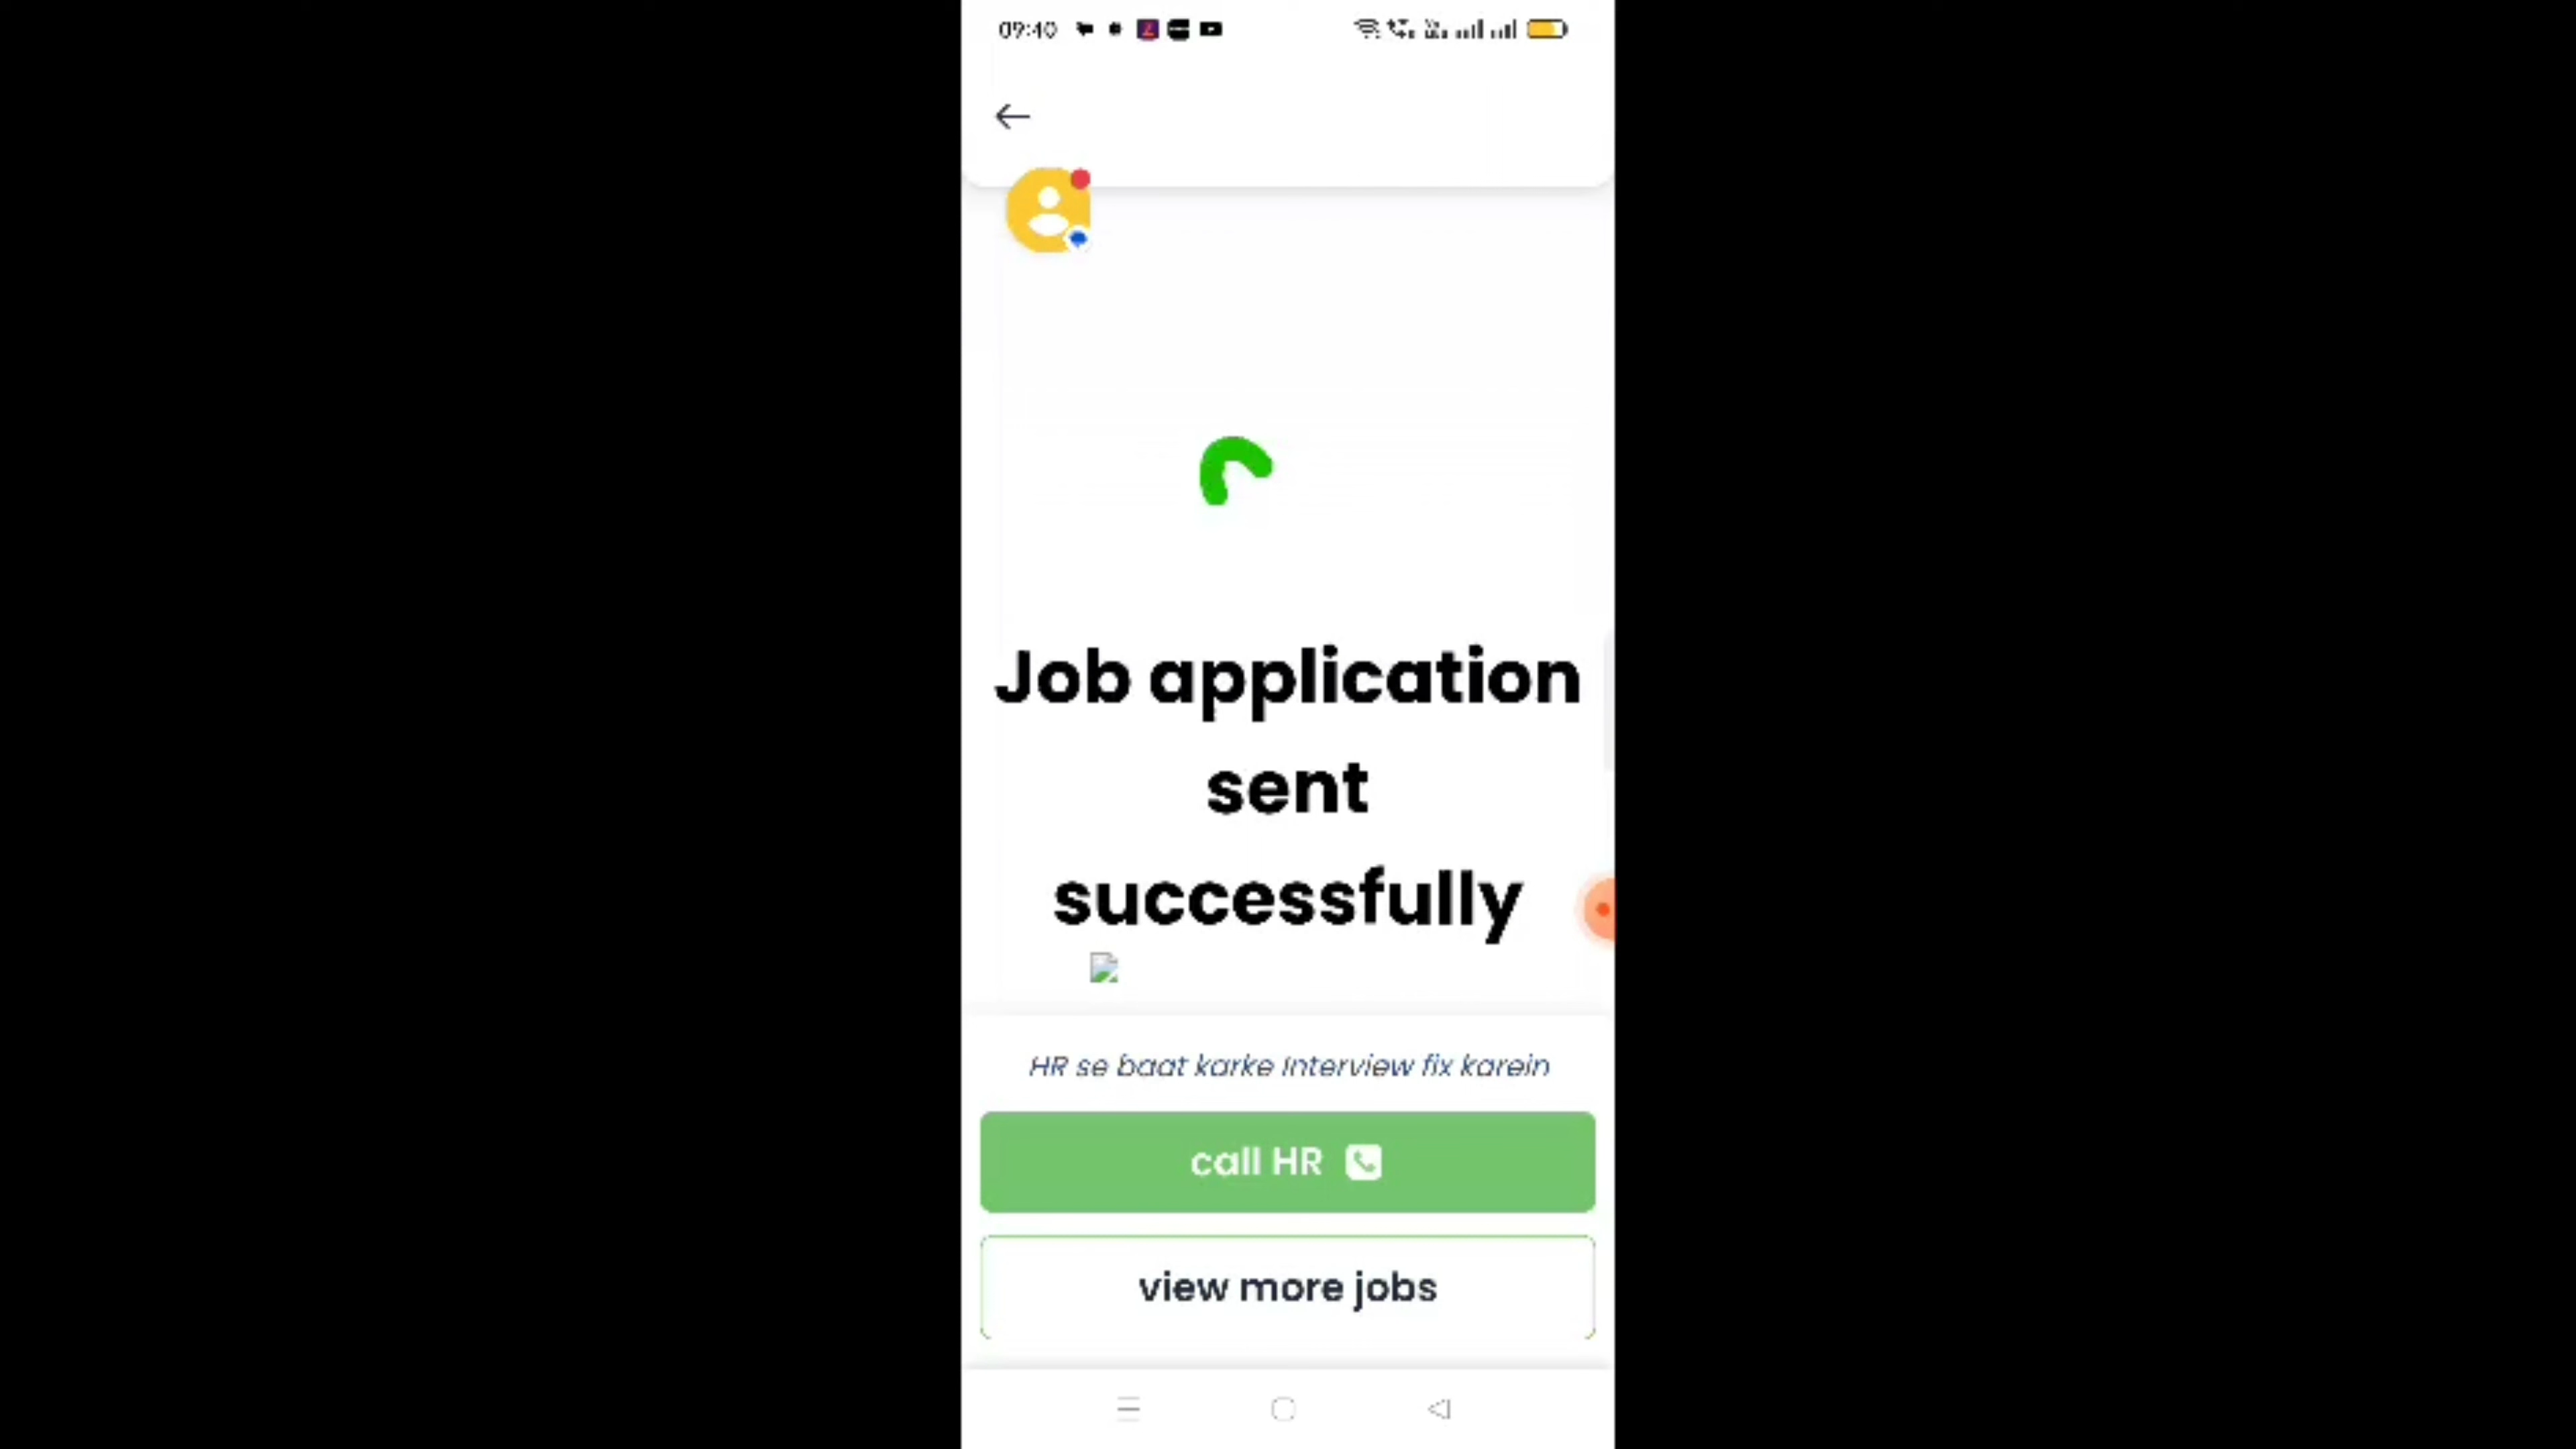 09:40
Job application
sent
successfully
HR se baat karke Interview fix karein
call HR
view more jobs